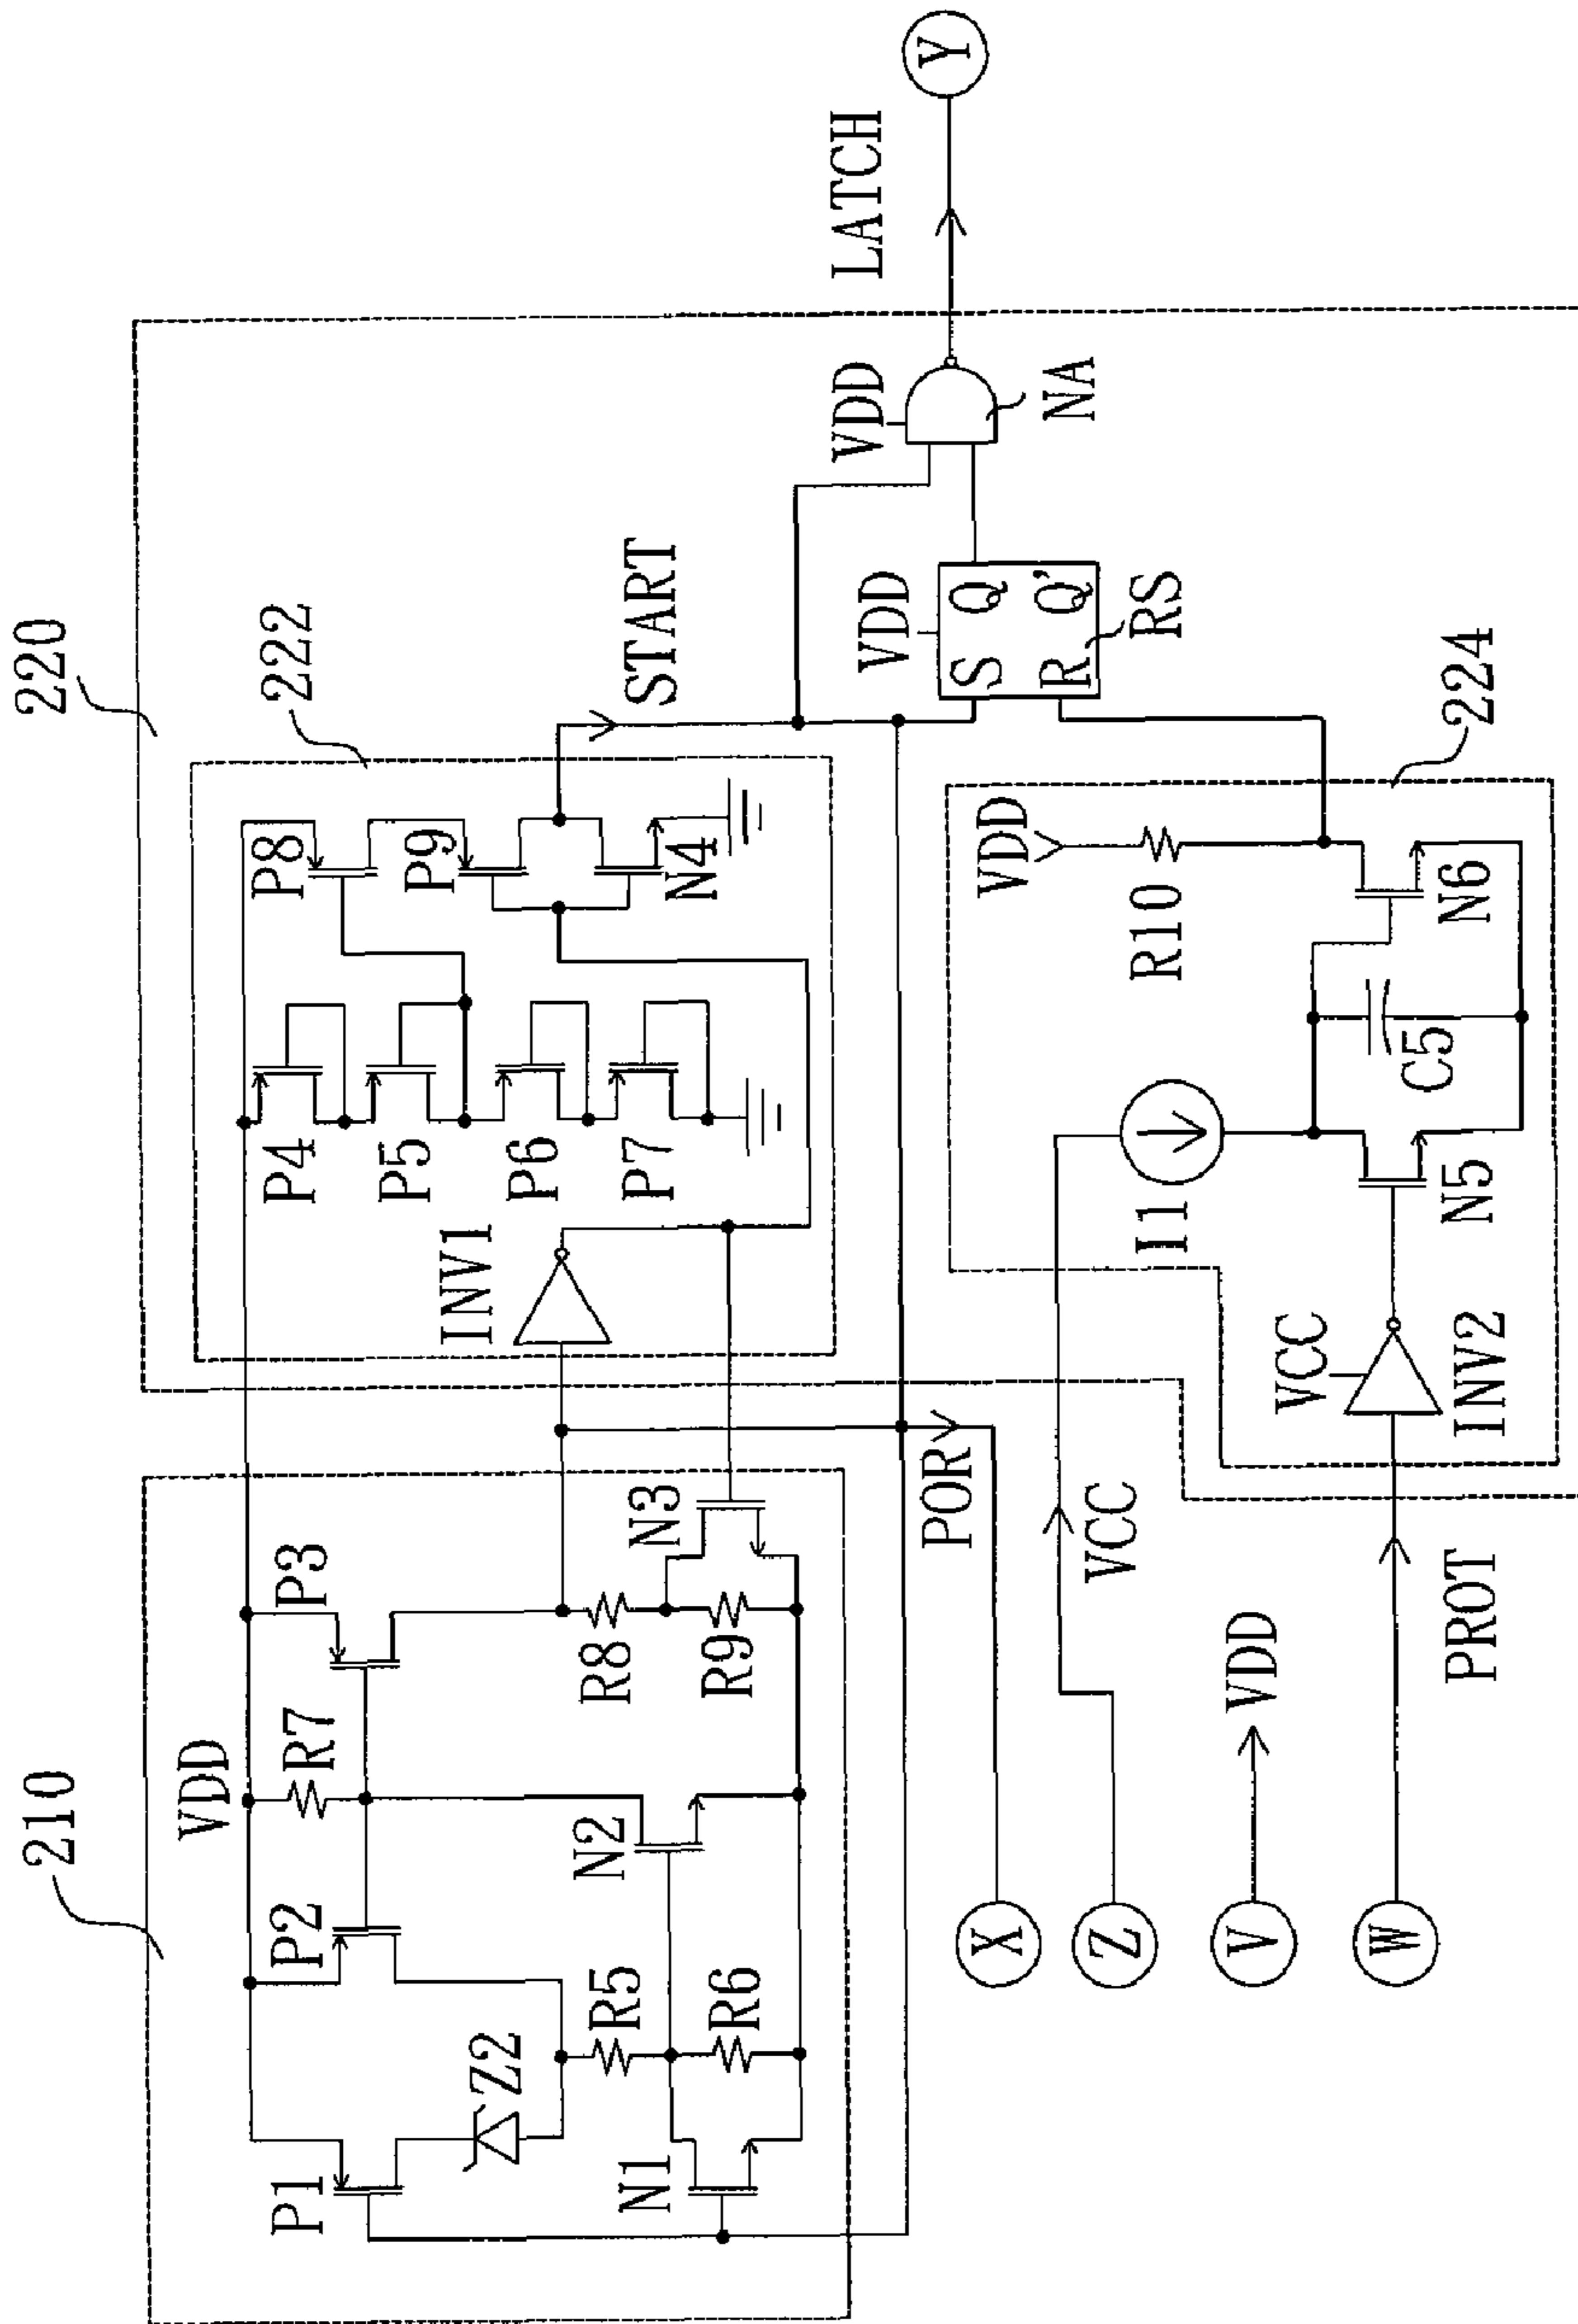 210
220
222
VDD
P1
P2
R7
P3
Z2
R5
R6
N1
N2
R8
R9
N3
INV1
P4
P5
P6
P7
P8
P9
N4
START
POR
VDD
S
Q
R
Q'
RS
VDD
NA
LATCH
Y
X
Z
VCC
V
VDD
W
PROT
VCC
INV2
I1
N5
C5
R10
VDD
N6
224